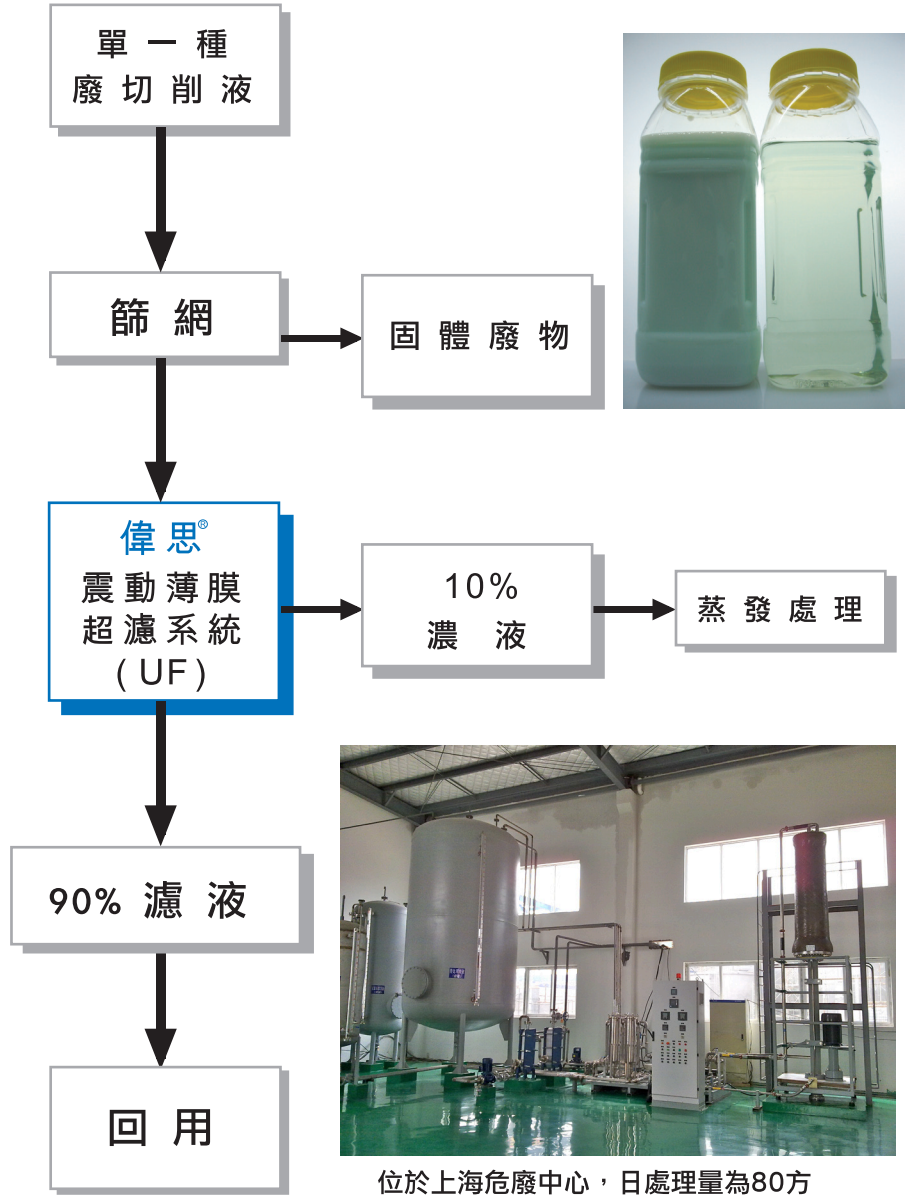 單一種
廢切削液
篩網
固體廢物
偉思®
震動薄膜
超濾系統
(UF)
10%
濃液
蒸發處理
90% 濾液
回用
位於上海危廢中心，日處理量為80方